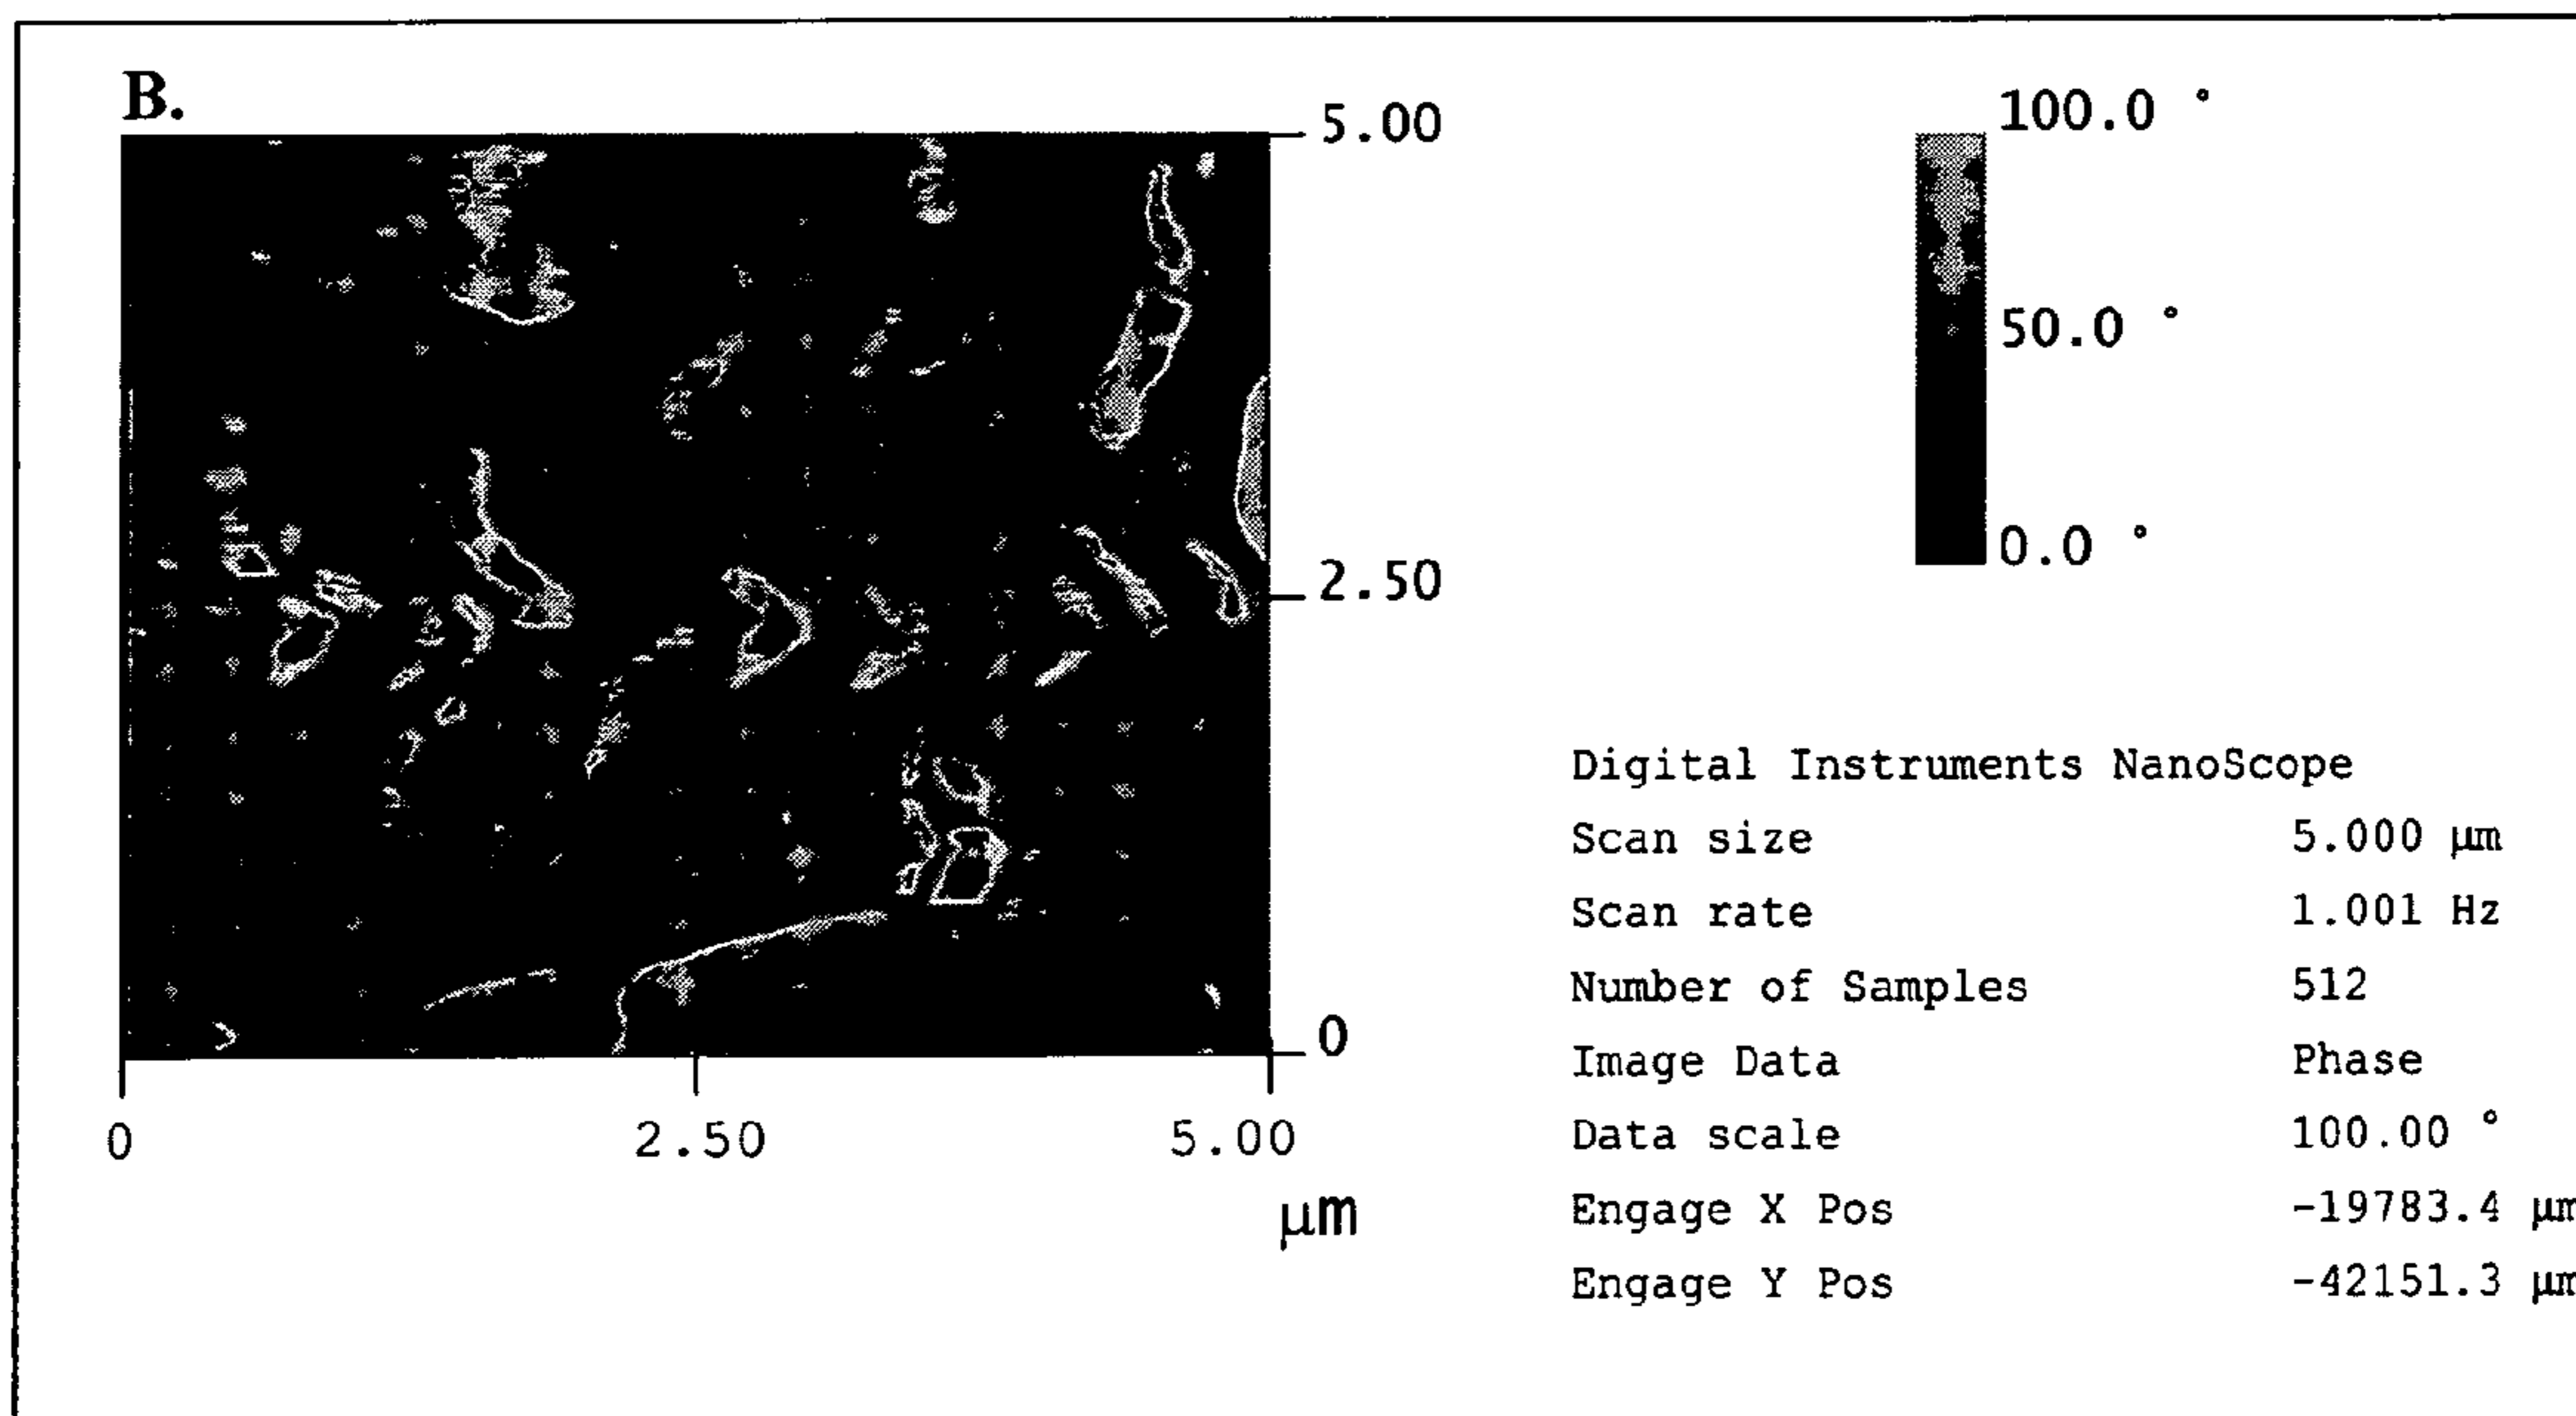 B.
5.00
2.50
0
0 2.50 5.00
µm
100.0 °
50.0 °
0.0 °
Digital Instruments NanoScope
Scan size 5.000 µm
Scan rate 1.001 Hz
Number of Samples 512
Image Data Phase
Data scale 100.00 °
Engage X Pos -19783.4 µm
Engage Y Pos -42151.3 µm